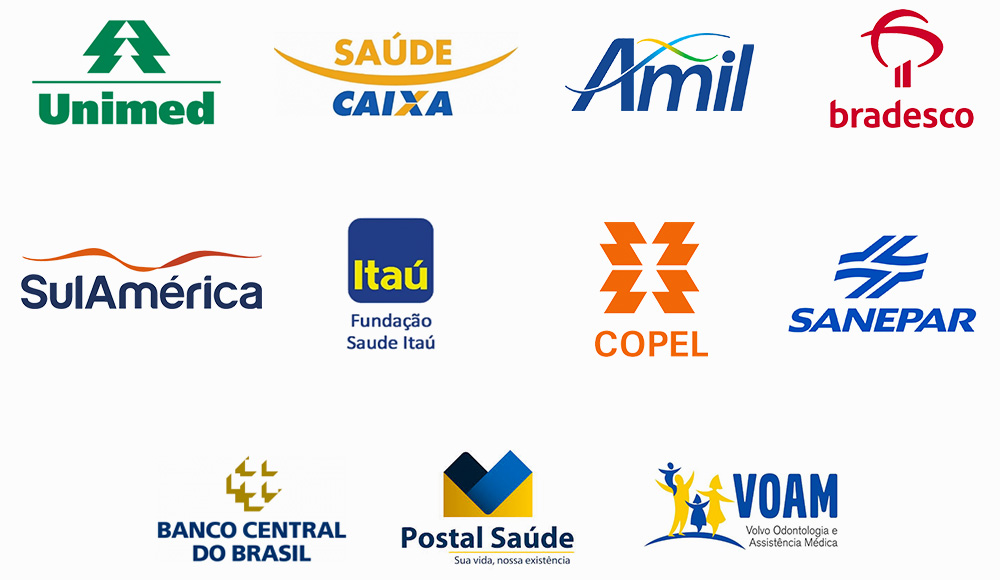 Unimed
SAÚDE
CAIXA
Amil
bradesco
SulAmérica
Itaú
Fundação
Saude Itaú
COPEL
SANEPAR
BANCO CENTRAL
DO BRASIL
Postal Saúde
Sua vida, nossa existência
VOAM
Volvo Odontologia e
Assistência Médica